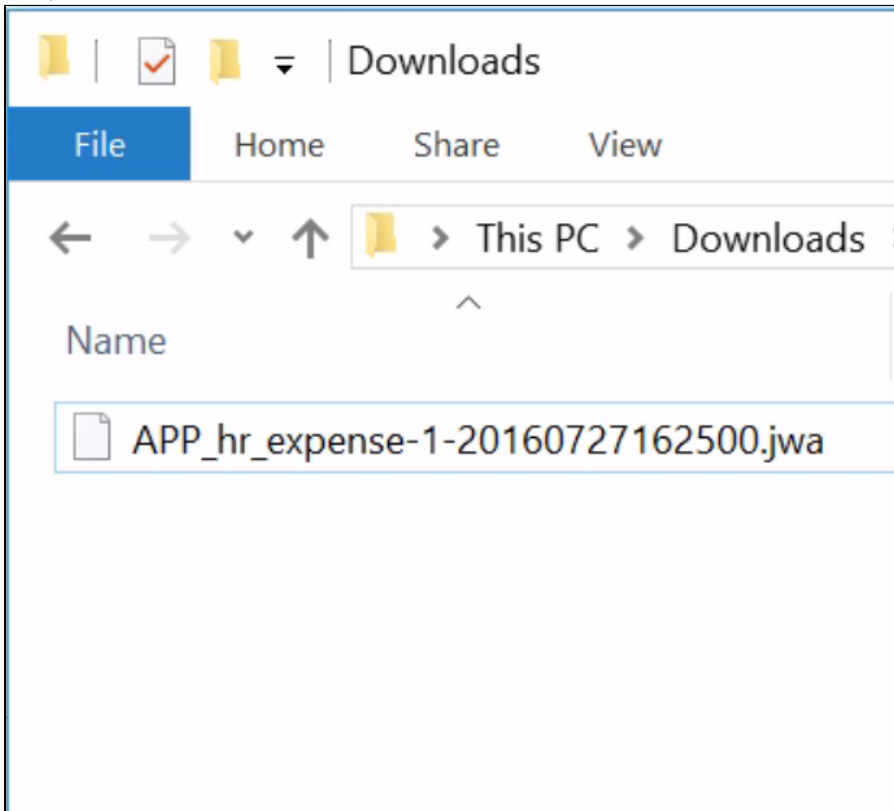 Downloads
File Home Share View
This PC Downloads
Name
APP_hr_expense-1-20160727162500.jwa